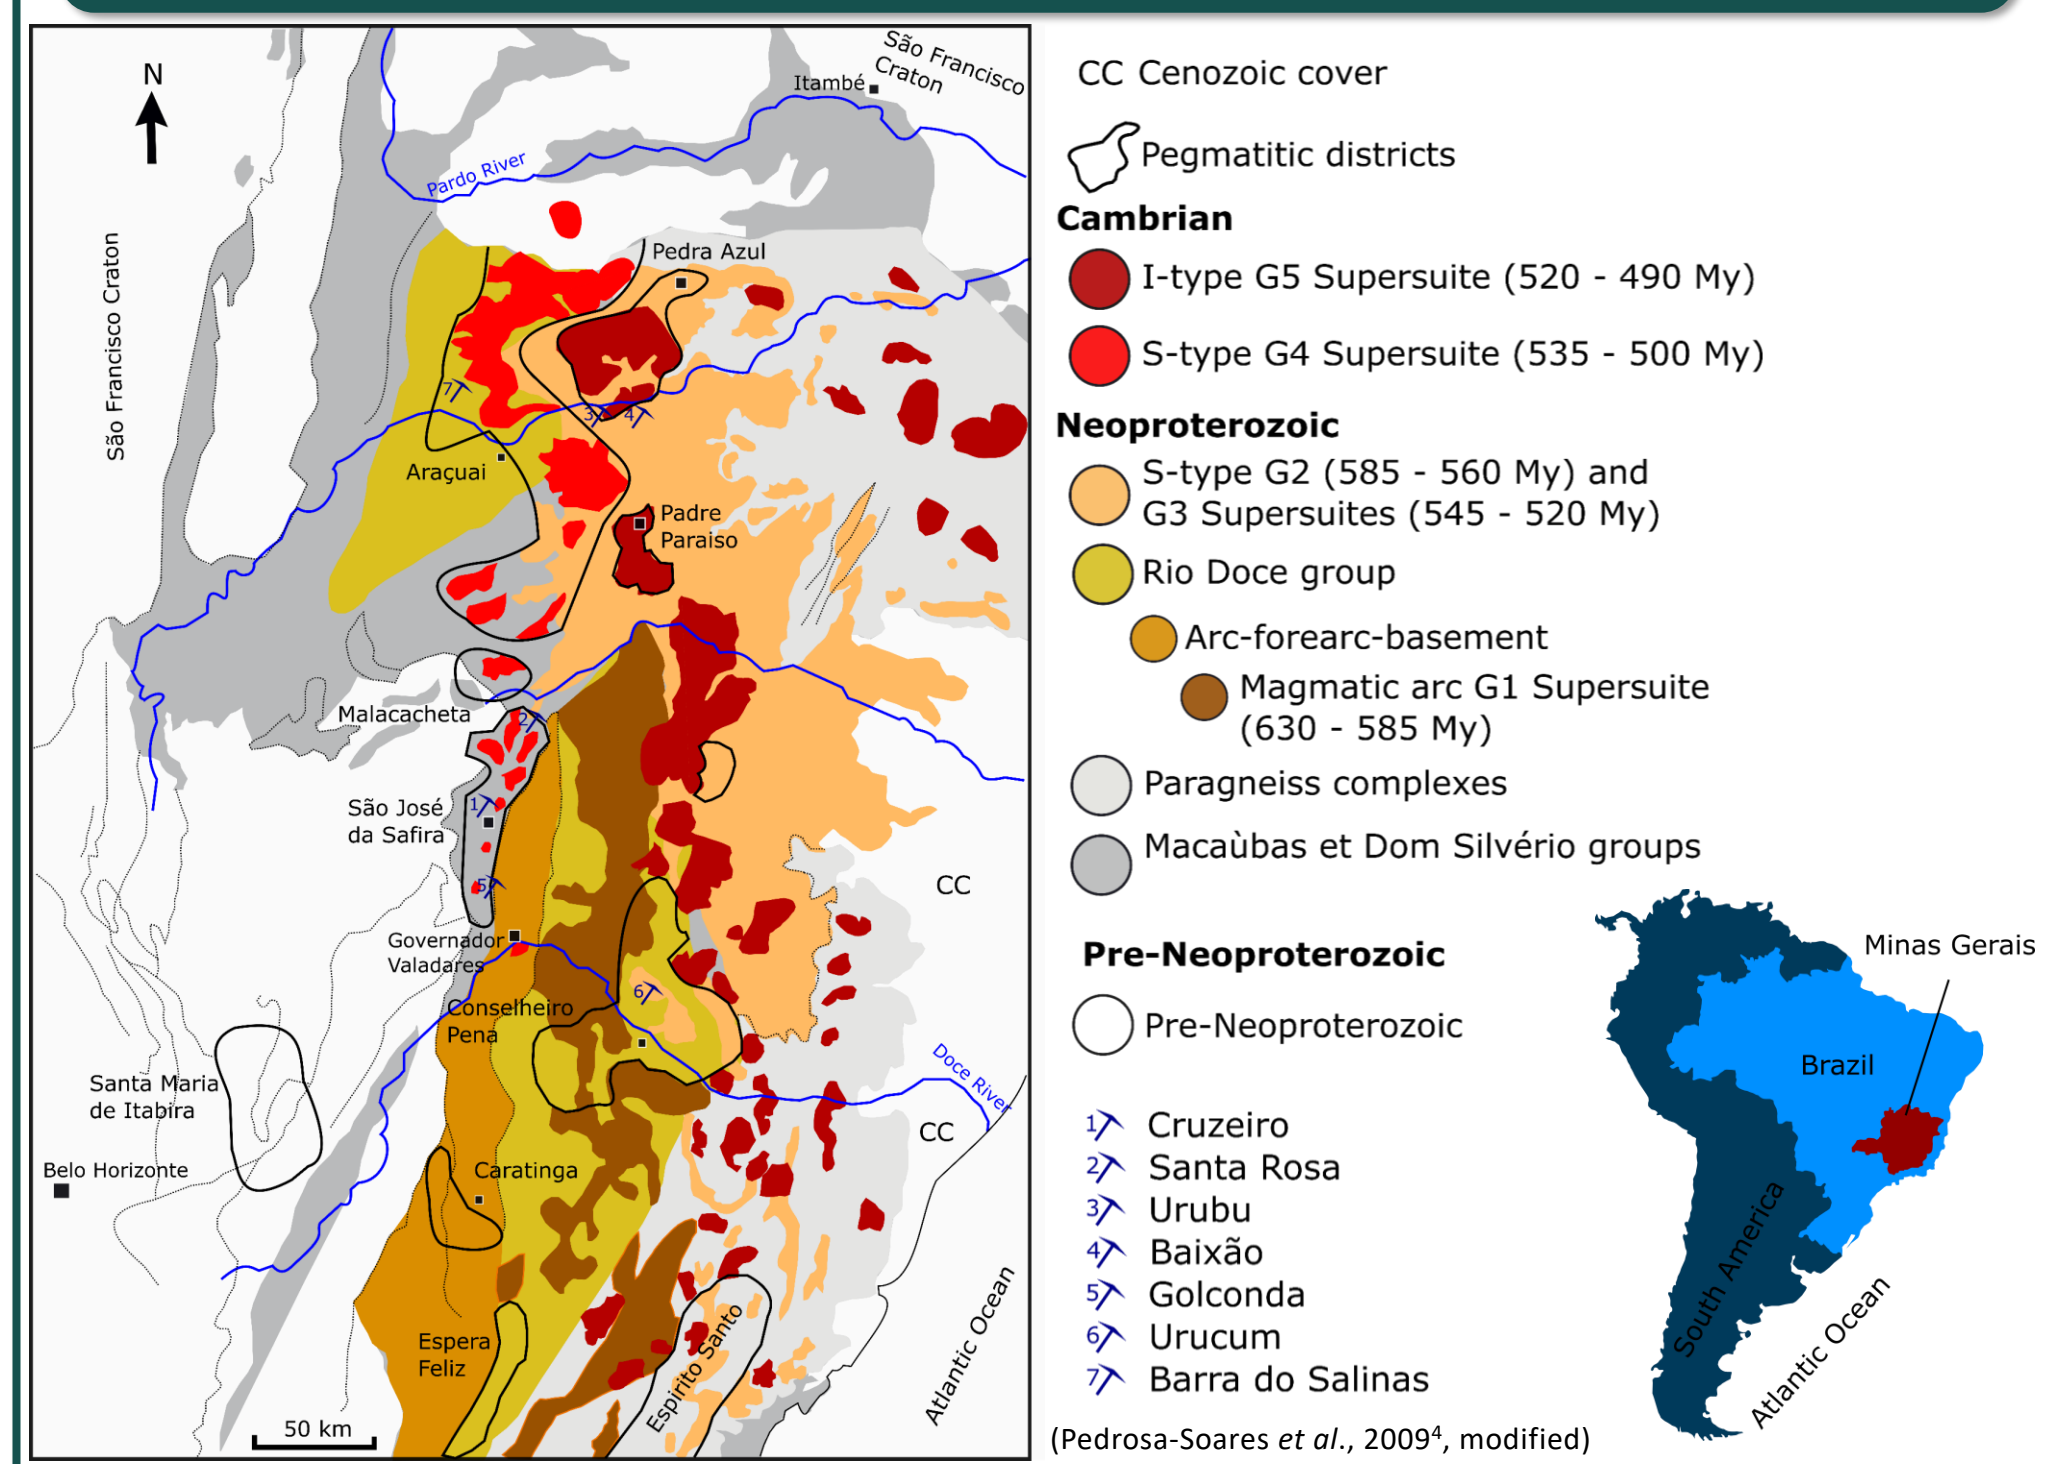 N
São Francisco
Craton
Itambé
Pardo River
São Francisco Craton
Pedra Azul
7
3
4
Araçuai
Padre
Paraiso
Malacacheta
2
São José
da Safira
1
5
CC
Governador
Valadares
6
Conselheiro
Pena
Santa Maria
de Itabira
Doce River
CC
Belo Horizonte
Caratinga
Espera
Feliz
Espirito Santo
Atlantic Ocean
50 km
CC Cenozoic cover
Pegmatitic districts
Cambrian
I-type G5 Supersuite (520 - 490 My)
S-type G4 Supersuite (535 - 500 My)
Neoproterozoic
S-type G2 (585 - 560 My) and
G3 Supersuites (545 - 520 My)
Rio Doce group
Arc-forearc-basement
Magmatic arc G1 Supersuite
(630 - 585 My)
Paragneiss complexes
Macaùbas et Dom Silvério groups
Pre-Neoproterozoic
Pre-Neoproterozoic
1 Cruzeiro
2 Santa Rosa
3 Urubu
4 Baixão
5 Golconda
6 Urucum
7 Barra do Salinas
(Pedrosa-Soares et al., 2009⁴, modified)
Minas Gerais
Brazil
South America
Atlantic Ocean